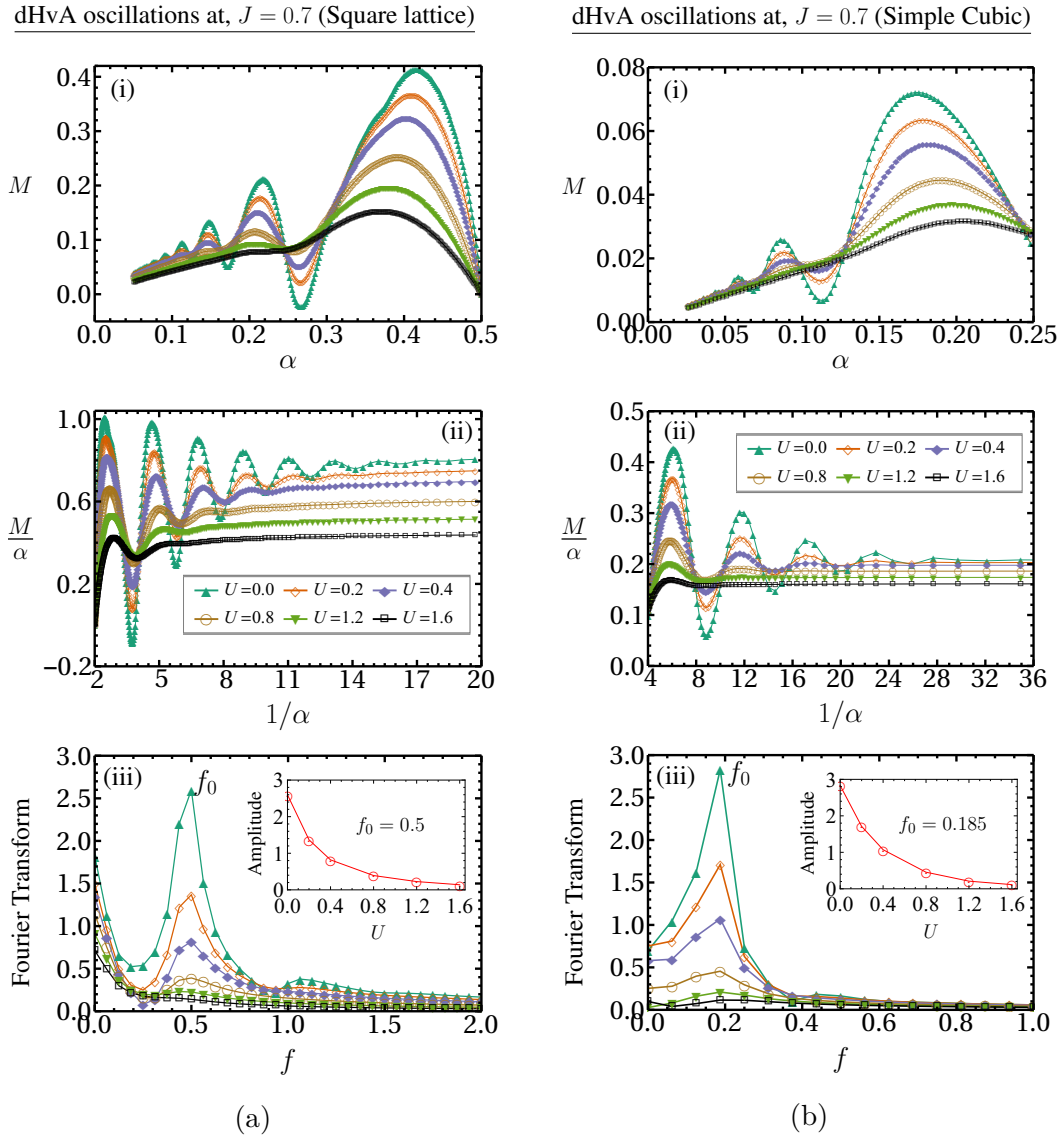 dHvA oscillations at, J = 0.7 (Square lattice)
(i)
M
0.4
0.3
0.2
0.1
0.0
0.0 0.1 0.2 0.3 0.4 0.5
α
(ii)
M/α
1.0
0.6
0.2
−0.2
U=0.0 U=0.2 U=0.4
U=0.8 U=1.2 U=1.6
2 5 8 11 14 17 20
1/α
(iii)
Fourier Transform
3.0
2.5
2.0
1.5
1.0
0.5
0.0
f0
Amplitude
3
2
1
0
f0 = 0.5
0.0 0.4 0.8 1.2 1.6
U
0.0 0.5 1.0 1.5 2.0
f
(a)
dHvA oscillations at, J = 0.7 (Simple Cubic)
(i)
M
0.08
0.06
0.04
0.02
0.00
0.00 0.05 0.10 0.15 0.20 0.25
α
(ii)
M/α
0.5
0.4
0.3
0.2
0.1
0.0
U=0.0 U=0.2 U=0.4
U=0.8 U=1.2 U=1.6
4 8 12 16 20 24 28 32 36
1/α
(iii)
Fourier Transform
3.0
2.5
2.0
1.5
1.0
0.5
0.0
f0
Amplitude
3
2
1
0
f0 = 0.185
0.0 0.4 0.8 1.2 1.6
U
0.0 0.2 0.4 0.6 0.8 1.0
f
(b)